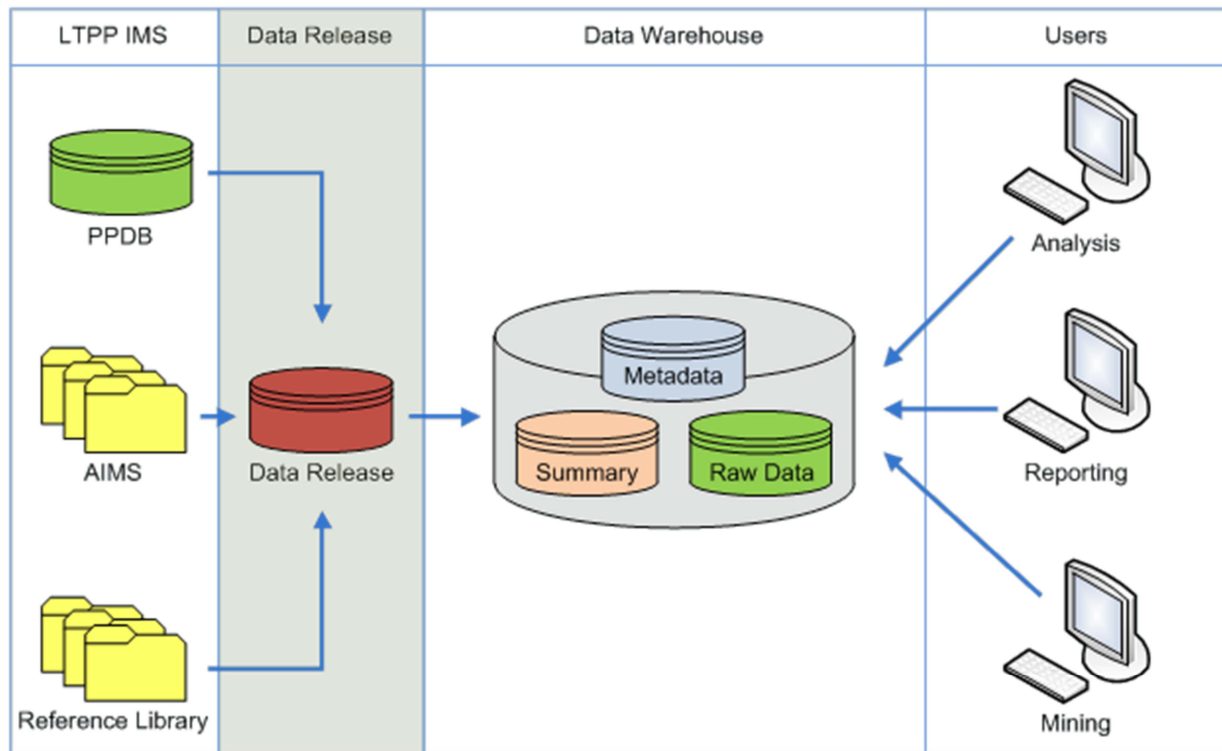 LTPP IMS
Data Release
Data Warehouse
Users
PPDB
AIMS
Reference Library
Data Release
Metadata
Summary
Raw Data
Analysis
Reporting
Mining